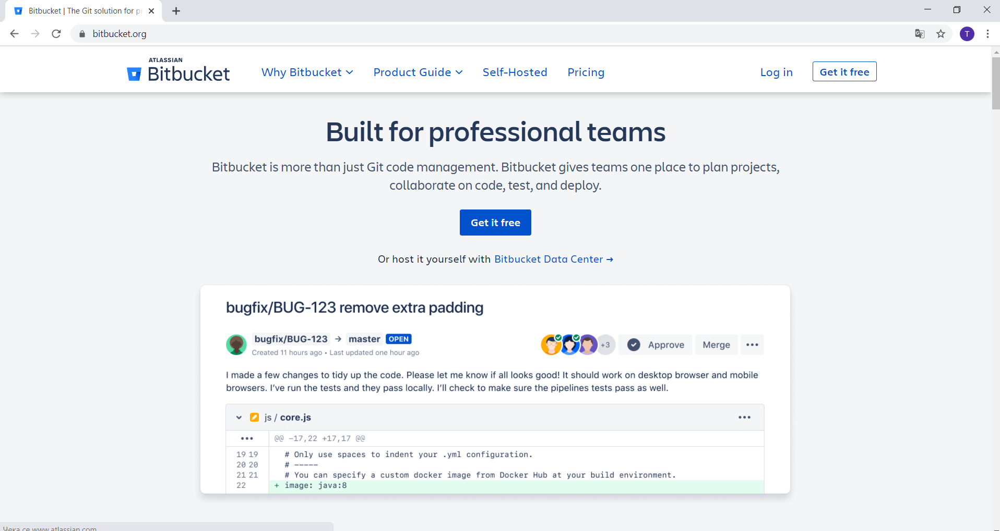 Bitbucket | The Git solution for p
bitbucket.org
T
ATLASSIAN
Bitbucket
Why Bitbucket
Product Guide
Self-Hosted
Pricing
Log in
Get it free
Built for professional teams
Bitbucket is more than just Git code management. Bitbucket gives teams one place to plan projects,
collaborate on code, test, and deploy.
Get it free
Or host it yourself with Bitbucket Data Center →
bugfix/BUG-123 remove extra padding
bugfix/BUG-123 → master OPEN
Created 11 hours ago • Last updated one hour ago
+3
Approve
Merge
•••
I made a few changes to tidy up the code. Please let me know if all looks good! It should work on desktop browser and mobile
browsers. I’ve run the tests and they pass locally. I’ll check to make sure the pipelines tests pass as well.
js / core.js
•••
••• @@ -17,22 +17,17 @@
19 19 # Only use spaces to indent your .yml configuration.
20 20 # -----
21 21 # You can specify a custom docker image from Docker Hub at your build environment.
22 + image: java:8
Чека се www.atlassian.com